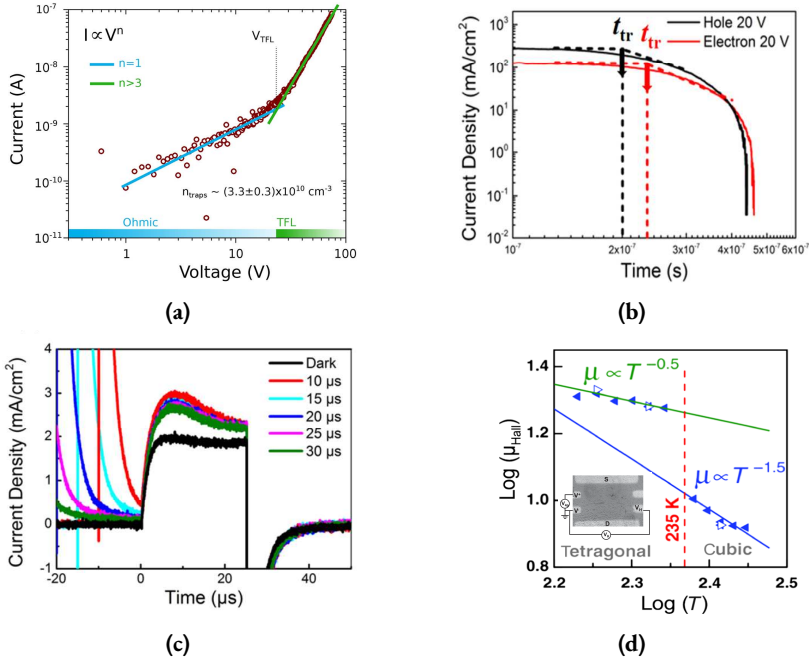 I ∝ Vⁿ
n=1
n>3
V_TFL
n_traps ~ (3.3±0.3)x10¹⁰ cm⁻³
Ohmic
TFL
Current (A)
10⁻⁷
10⁻⁸
10⁻⁹
10⁻¹⁰
10⁻¹¹
1 10 100
Voltage (V)
(a)
t_tr t_tr
Hole 20 V
Electron 20 V
Current Density (mA/cm²)
10³
10²
10¹
10⁰
10⁻¹
10⁻²
10⁻⁷ 2x10⁻⁷ 3x10⁻⁷ 4x10⁻⁷ 5x10⁻⁷ 6x10⁻⁷
Time (s)
(b)
Dark
10 µs
15 µs
20 µs
25 µs
30 µs
Current Density (mA/cm²)
4
3
2
1
0
-1
-20 0 20 40
Time (µs)
(c)
μ ∝ T⁻⁰·⁵
μ ∝ T⁻¹·⁵
235 K
S
D
Tetragonal
Cubic
Log (μ_Hall)
1.4
1.2
1.0
0.8
2.2 2.3 2.4 2.5
Log (T)
(d)